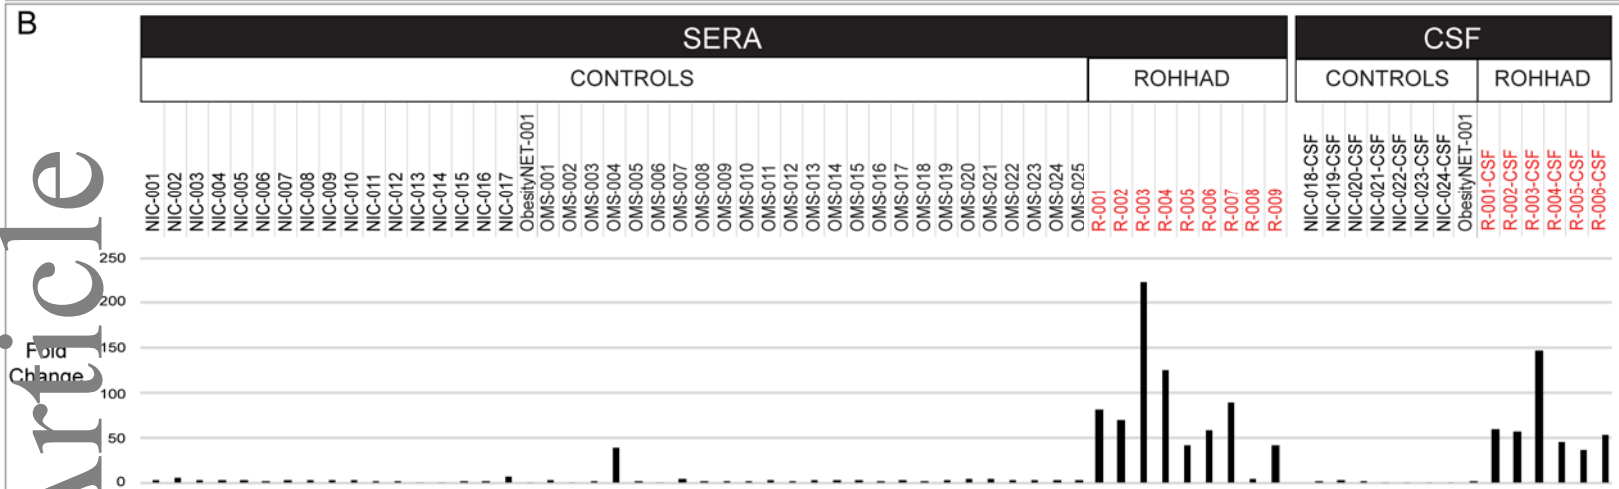 B
SERA
CSF
CONTROLS
ROHHAD
CONTROLS
ROHHAD
NIC-001
NIC-002
NIC-003
NIC-004
NIC-005
NIC-006
NIC-007
NIC-008
NIC-009
NIC-010
NIC-011
NIC-012
NIC-013
NIC-014
NIC-015
NIC-016
NIC-017
ObesityNET-001
OMS-001
OMS-002
OMS-003
OMS-004
OMS-005
OMS-006
OMS-007
OMS-008
OMS-009
OMS-010
OMS-011
OMS-012
OMS-013
OMS-014
OMS-015
OMS-016
OMS-017
OMS-018
OMS-019
OMS-020
OMS-021
OMS-022
OMS-023
OMS-024
OMS-025
R-001
R-002
R-003
R-004
R-005
R-006
R-007
R-008
R-009
NIC-018-CSF
NIC-019-CSF
NIC-020-CSF
NIC-021-CSF
NIC-022-CSF
NIC-023-CSF
NIC-024-CSF
ObesityNET-001
R-001-CSF
R-002-CSF
R-003-CSF
R-004-CSF
R-005-CSF
R-006-CSF
Fold
Change
250
200
150
100
50
0
Article